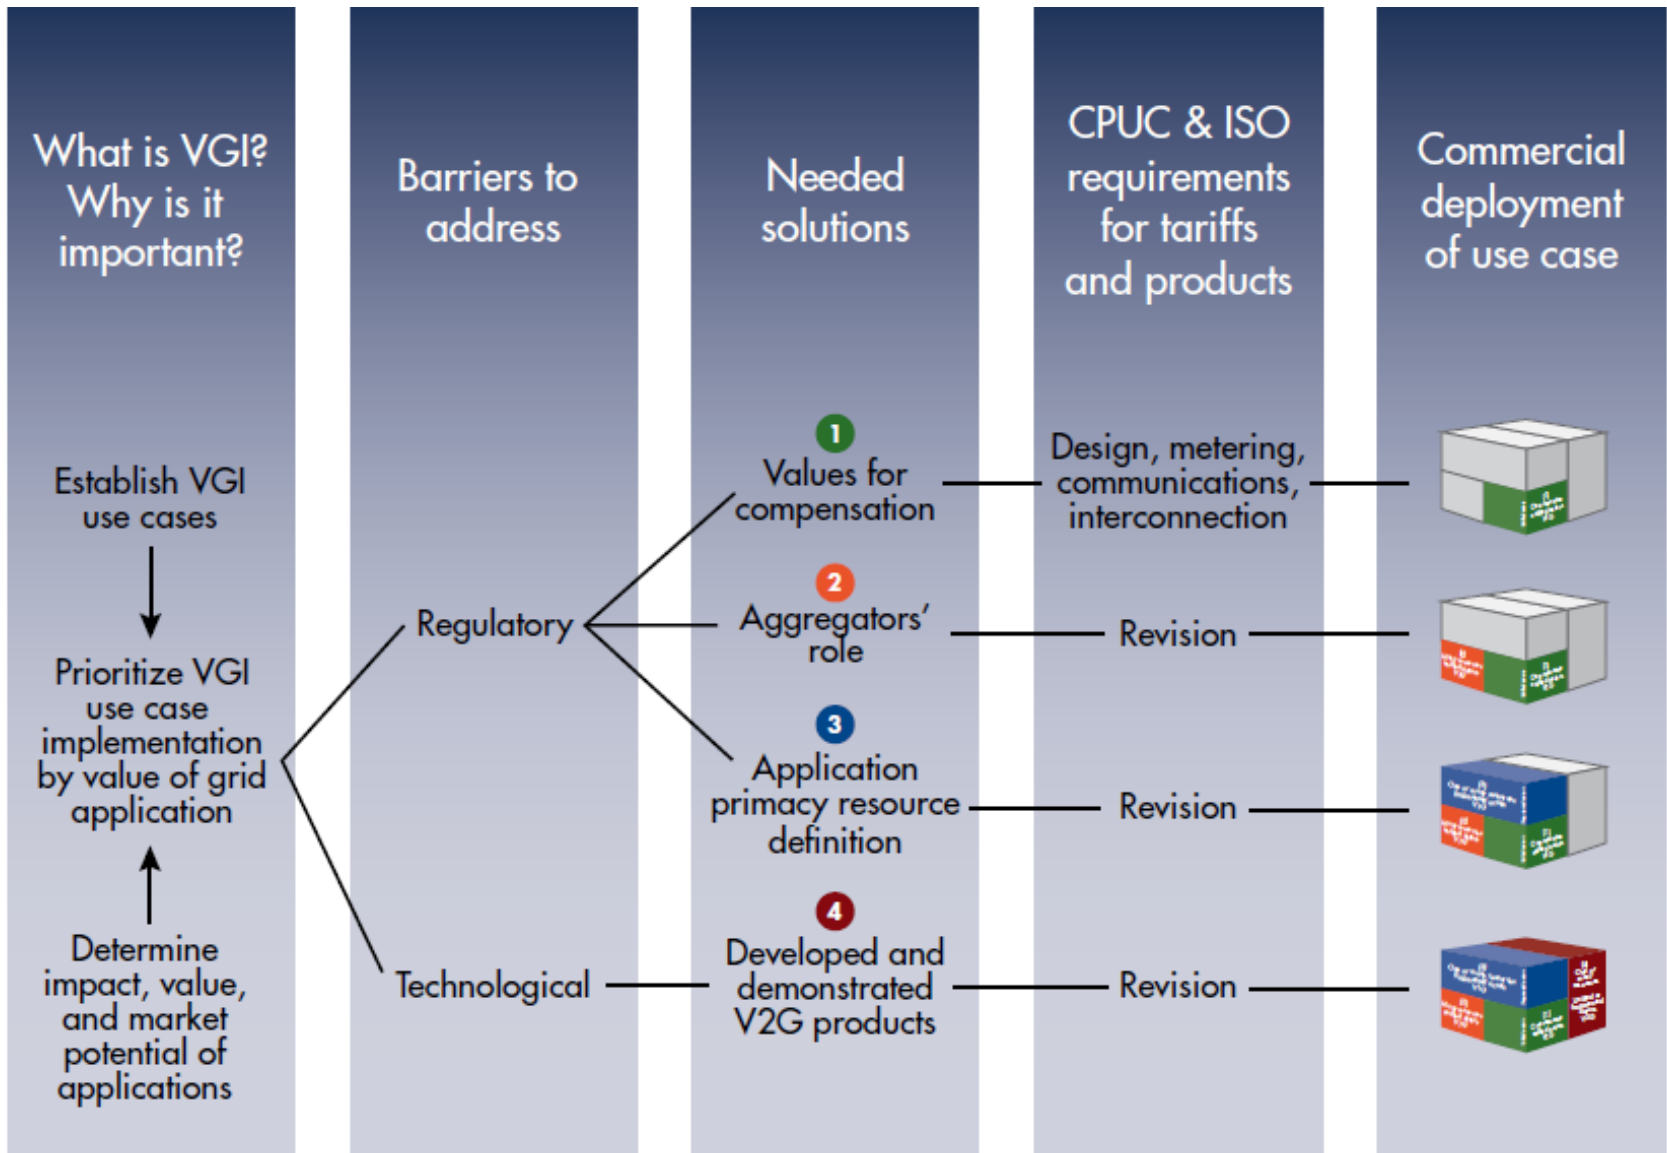 What is VGI?
Why is it
important?
Barriers to
address
Needed
solutions
CPUC & ISO
requirements
for tariffs
and products
Commercial
deployment
of use case
Establish VGI
use cases
Prioritize VGI
use case
implementation
by value of grid
application
Determine
impact, value,
and market
potential of
applications
Regulatory
Technological
1
Values for
compensation
2
Aggregators’
role
3
Application
primacy resource
definition
4
Developed and
demonstrated
V2G products
Design, metering,
communications,
interconnection
Revision
Revision
Revision